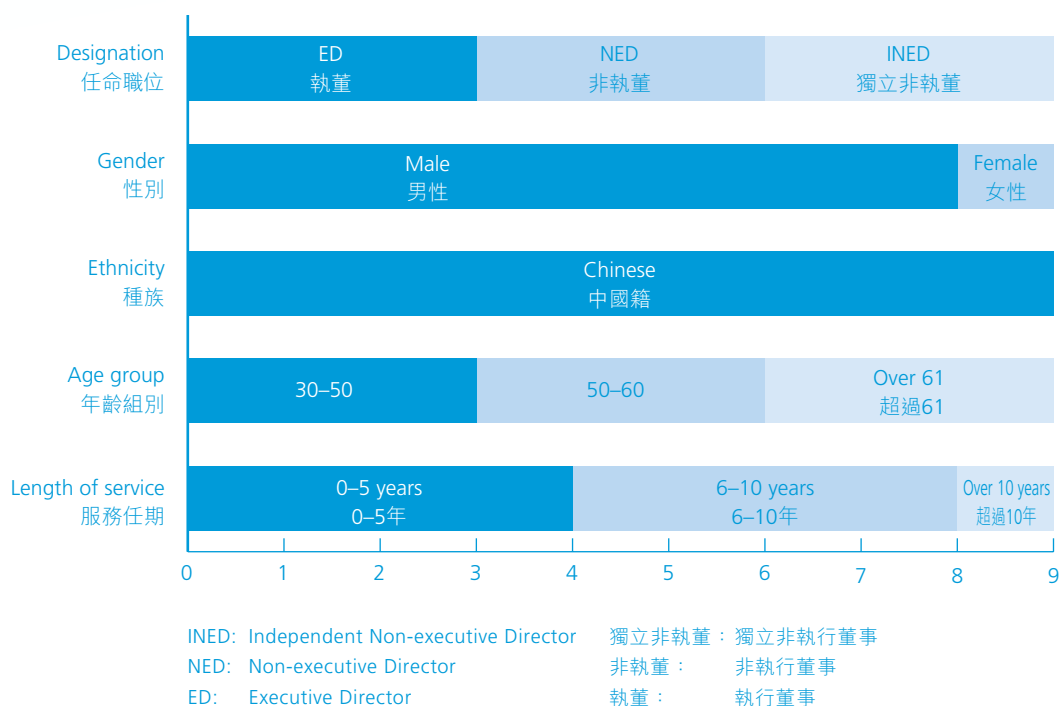 Designation
任命職位
ED
執董
NED
非執董
INED
獨立非執董
Gender
性別
Male
男性
Female
女性
Ethnicity
種族
Chinese
中國籍
Age group
年齡組別
30–50
50–60
Over 61
超過61
Length of service
服務任期
0–5 years
0–5年
6–10 years
6–10年
Over 10 years
超過10年
0 1 2 3 4 5 6 7 8 9
INED: Independent Non-executive Director 獨立非執董： 獨立非執行董事
NED: Non-executive Director 非執董： 非執行董事
ED: Executive Director 執董： 執行董事